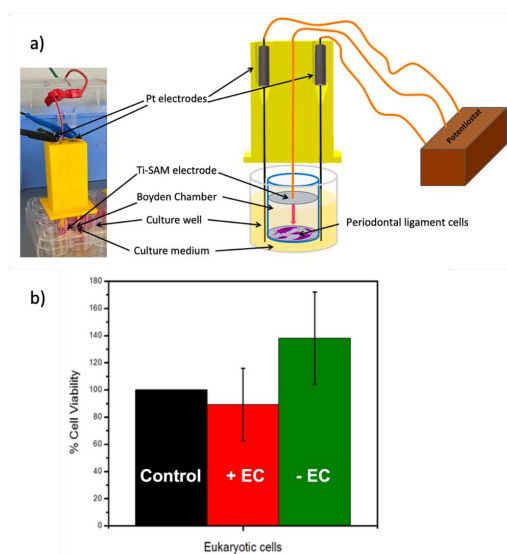 a)
Pt electrodes
Potentiostat
Ti-SAM electrode
Boyden Chamber
Culture well
Culture medium
Periodontal ligament cells
b)
% Cell Viability
180
160
140
120
100
80
60
40
20
0
Control
+ EC
- EC
Eukaryotic cells